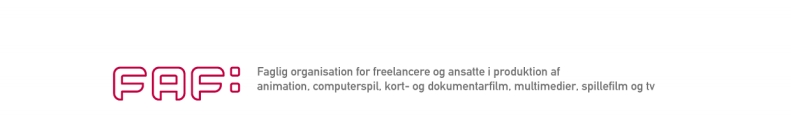 FAF:
Faglig organisation for freelancere og ansatte i produktion af
animation, computerspil, kort- og dokumentarfilm, multimedier, spillefilm og tv